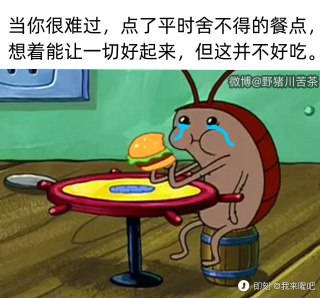 当你很难过，点了平时舍不得的餐点，
想着能让一切好起来，但这并不好吃。
微博@野猪川苦茶
即刻@我来嚯吧